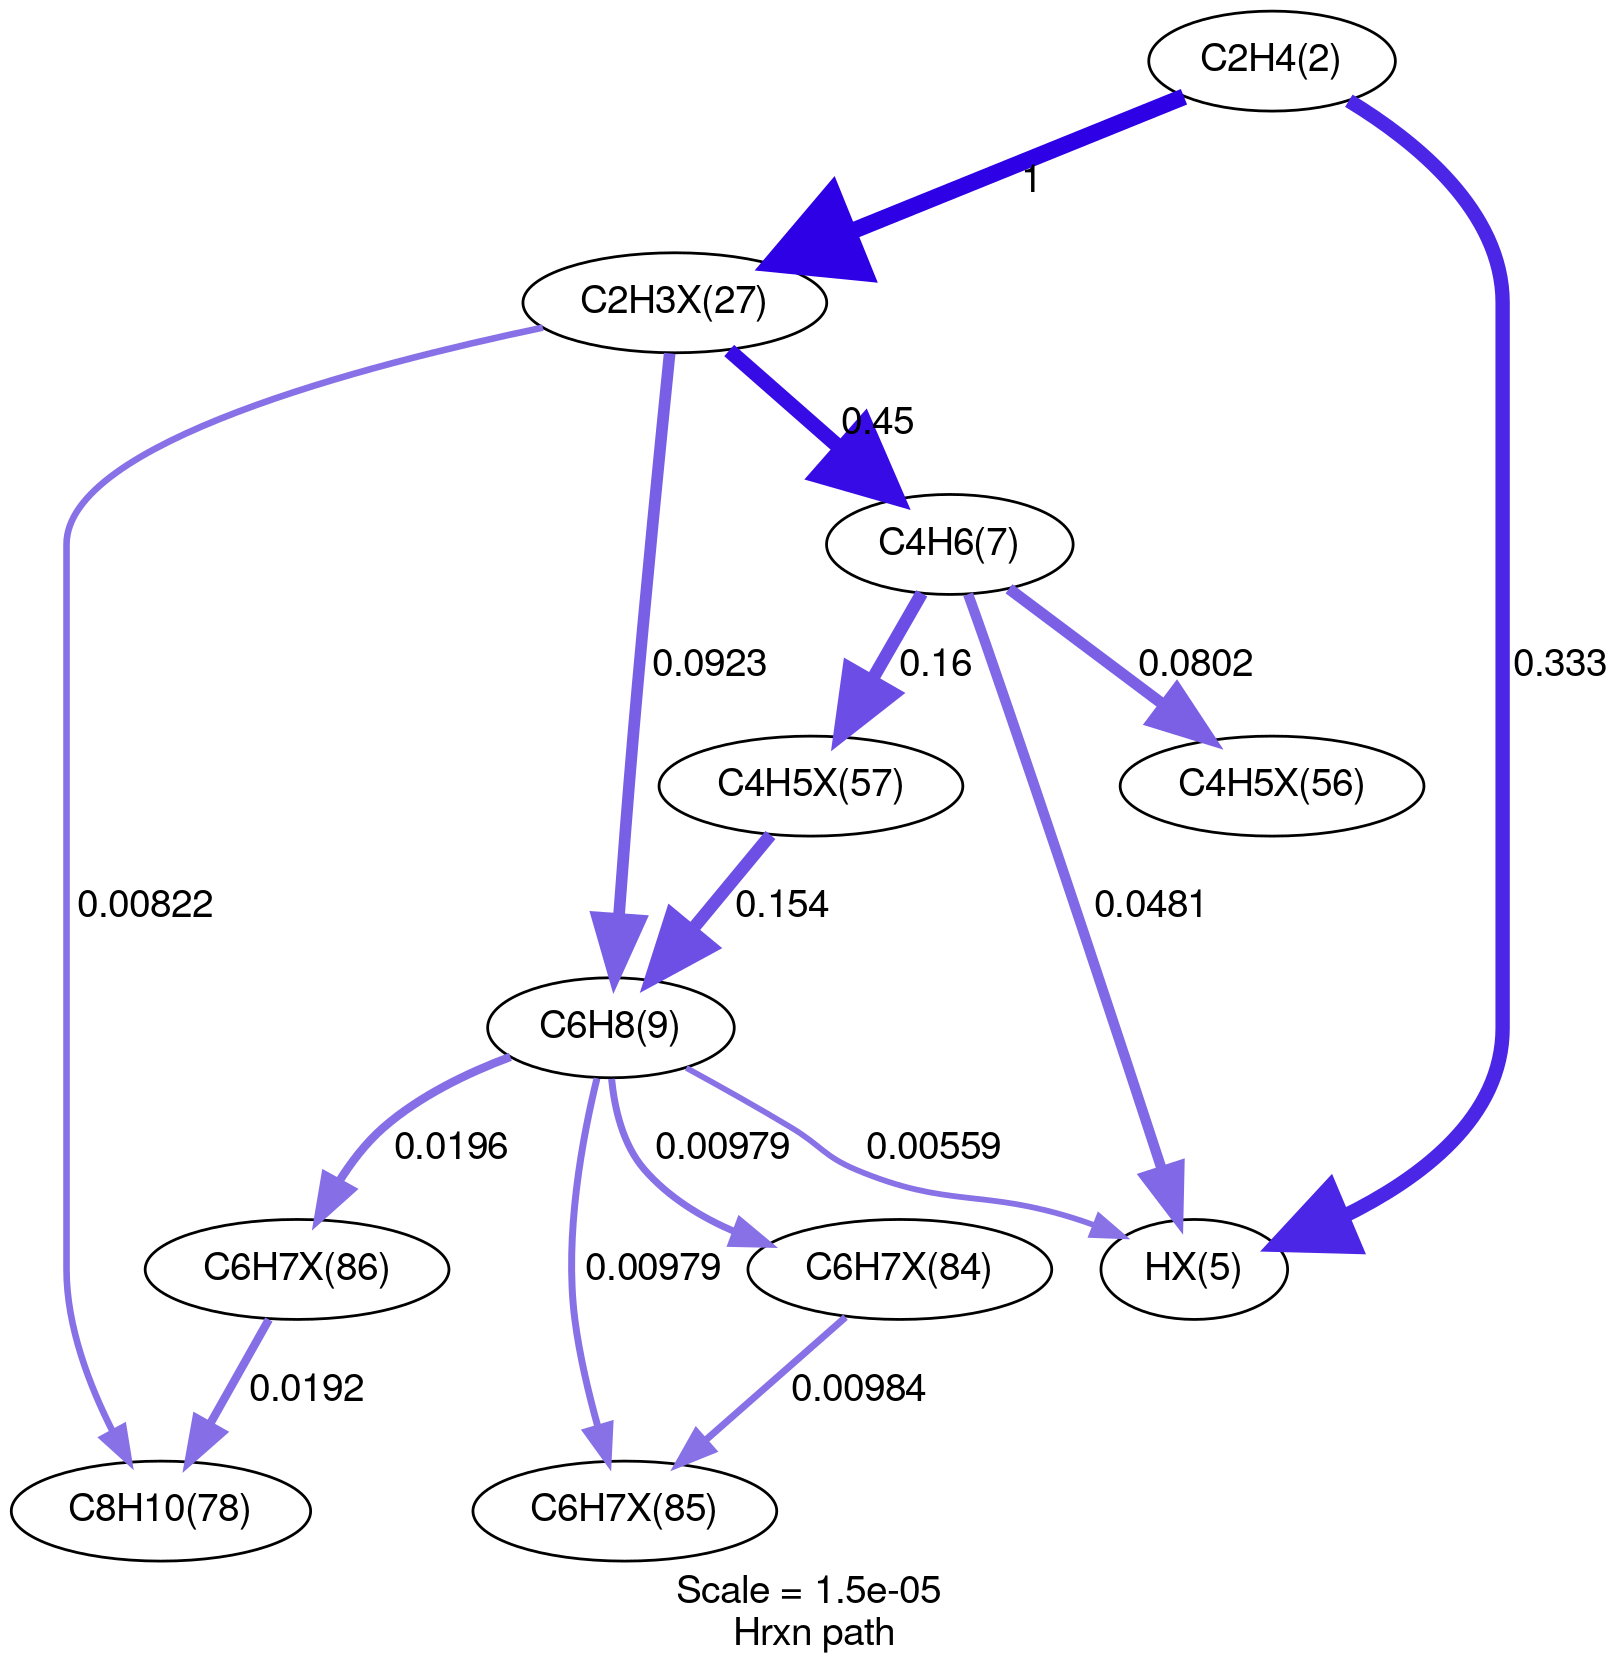 C2H4(2)
1
C2H3X(27)
0.45
C4H6(7)
0.0923
0.16
0.0802
0.333
C4H5X(57)
C4H5X(56)
0.00822
0.154
0.0481
C6H8(9)
0.0196
0.00979
0.00559
C6H7X(86)
0.00979
C6H7X(84)
HX(5)
0.0192
0.00984
C8H10(78)
C6H7X(85)
Scale = 1.5e-05
Hrxn path